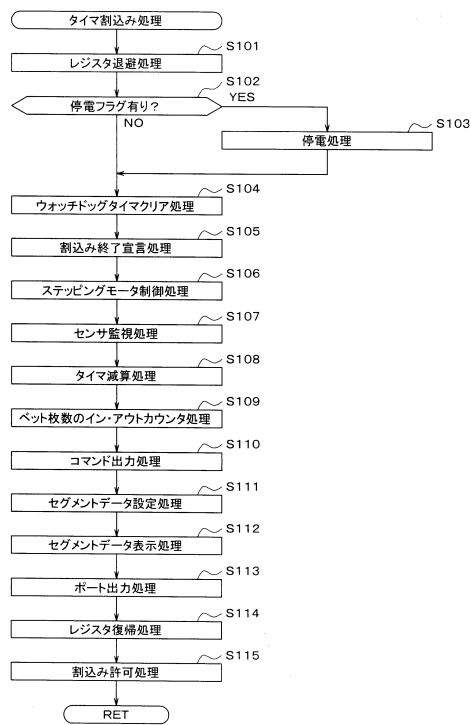 タイマ割込み処理
S101
レジスタ退避処理
S102
停電フラグ有り？
YES
NO
S103
停電処理
S104
ウォッチドッグタイマクリア処理
S105
割込み終了宣言処理
S106
ステッピングモータ制御処理
S107
センサ監視処理
S108
タイマ減算処理
S109
ベット枚数のイン・アウトカウンタ処理
S110
コマンド出力処理
S111
セグメントデータ設定処理
S112
セグメントデータ表示処理
S113
ポート出力処理
S114
レジスタ復帰処理
S115
割込み許可処理
RET